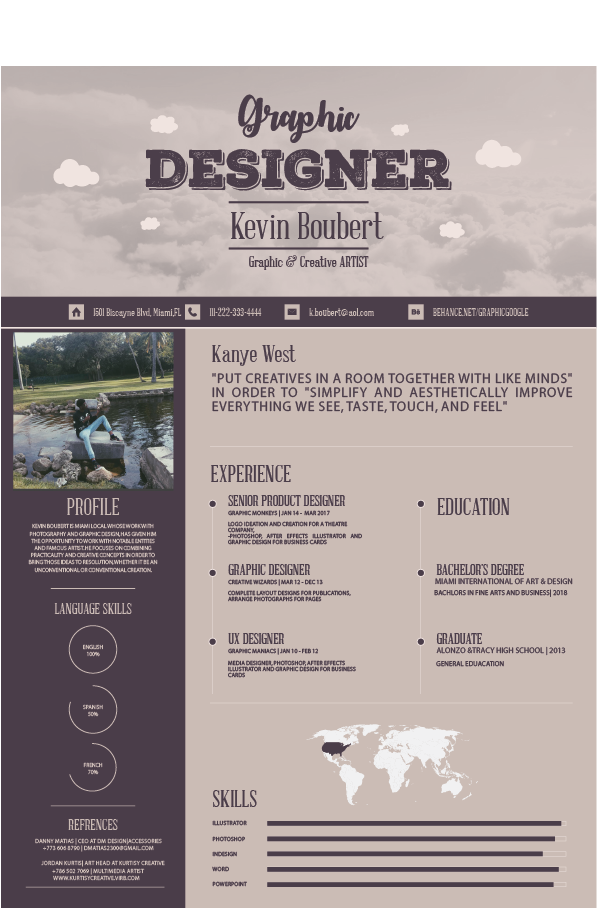 Graphic
DESIGNER
Kevin Boubert
Graphic & Creative ARTIST
1501 Biscayne Blvd, Miami,FL
111-222-333-4444
k.boubert@aol.com
Bē
BEHANCE.NET/GRAPHICGOOGLE
PROFILE
KEVIN BOUBERT IS MIAMI LOCAL WHOSE WORK WITH
PHOTOGRAPHY AND GRAPHIC DESIGN,HAS GIVEN HIM
THE OPPORTUNITY TO WORK WITH NOTABLE ENTITIES
AND FAMOUS ARTIST.HE FOCUSES ON COMBINING
PRACTICALITY AND CREATIVE CONCEPTS IN ORDER TO
BRING THOSE IDEAS TO RESOLUTION,WHETHER IT BE AN
UNCONVENTIONAL OR CONVENTIONAL CREATION.
LANGUAGE SKILLS
ENGLISH
100%
SPANISH
50%
FRENCH
70%
REFRENCES
DANNY MATIAS | CEO AT DM DESIGN|ACCESSORIES
+773 606 8790 | DMATIAS2300@GMAIL.COM
JORDAN KURTIS| ART HEAD AT KURTISY CREATIVE
+786 502 7069 | MULTIMEDIA ARTIST
WWW.KURTISYCREATIVE.VIRB.COM
Kanye West
"PUT CREATIVES IN A ROOM TOGETHER WITH LIKE MINDS"
IN ORDER TO "SIMPLIFY AND AESTHETICALLY IMPROVE
EVERYTHING WE SEE, TASTE, TOUCH, AND FEEL"
EXPERIENCE
SENIOR PRODUCT DESIGNER
GRAPHIC MONKEYS | JAN 14 - MAR 2017
LOGO IDEATION AND CREATION FOR A THEATRE
COMPANY,
-PHOTOSHOP, AFTER EFFECTS ILLUSTRATOR AND
GRAPHIC DESIGN FOR BUSINESS CARDS
GRAPHIC DESIGNER
CREATIVE WIZARDS | MAR 12 - DEC 13
COMPLETE LAYOUT DESIGNS FOR PUBLICATIONS,
ARRANGE PHOTOGRAPHS FOR PAGES
UX DESIGNER
GRAPHIC MANIACS | JAN 10 - FEB 12
MEDIA DESIGNER, PHOTOSHOP, AFTER EFFECTS
ILLUSTRATOR AND GRAPHIC DESIGN FOR BUSINESS
CARDS
EDUCATION
BACHELOR'S DEGREE
MIAMI INTERNATIONAL OF ART & DESIGN
BACHLORS IN FINE ARTS AND BUSINESS| 2018
GRADUATE
ALONZO &TRACY HIGH SCHOOL | 2013
GENERAL EDUACATION
SKILLS
ILLUSTRATOR
PHOTOSHOP
INDESIGN
WORD
POWERPOINT